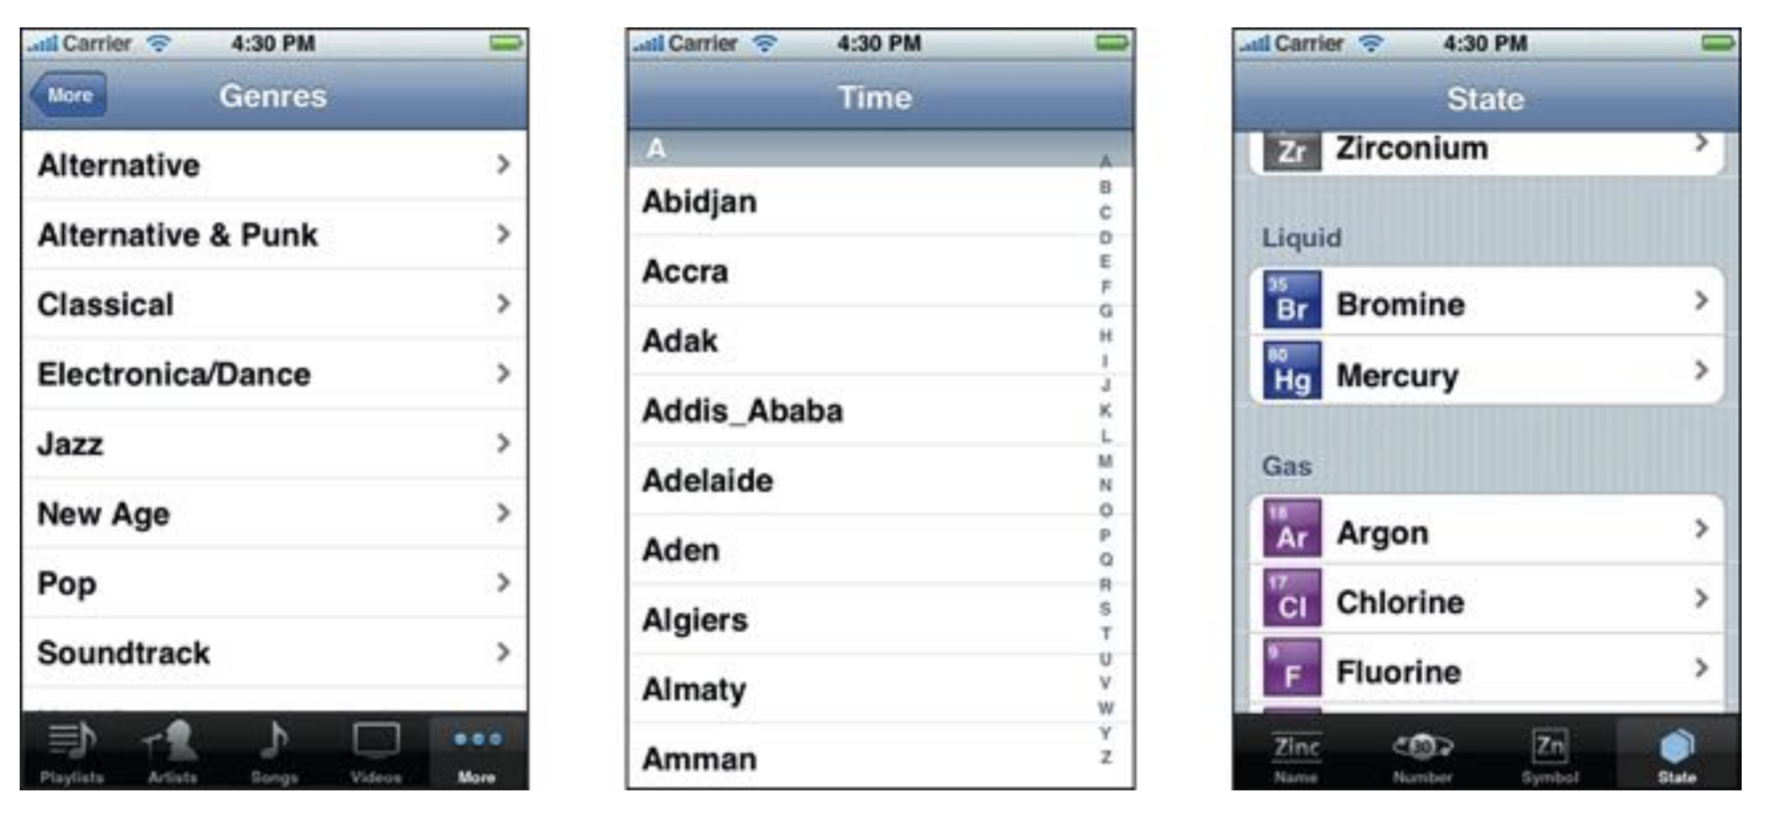 Carrier 4:30 PM
More Genres
Alternative
Alternative & Punk
Classical
Electronica/Dance
Jazz
New Age
Pop
Soundtrack
Playlists Artists Songs Videos More
Carrier 4:30 PM
Time
A
Abidjan
Accra
Adak
Addis_Ababa
Adelaide
Aden
Algiers
Almaty
Amman
A
B
C
D
E
F
G
H
I
J
K
L
M
N
O
P
Q
R
S
T
U
V
W
Y
Z
Carrier 4:30 PM
State
Zr Zirconium
Liquid
35
Br Bromine
80
Hg Mercury
Gas
18
Ar Argon
17
Cl Chlorine
9
F Fluorine
Zinc 30 Zn
Name Number Symbol State